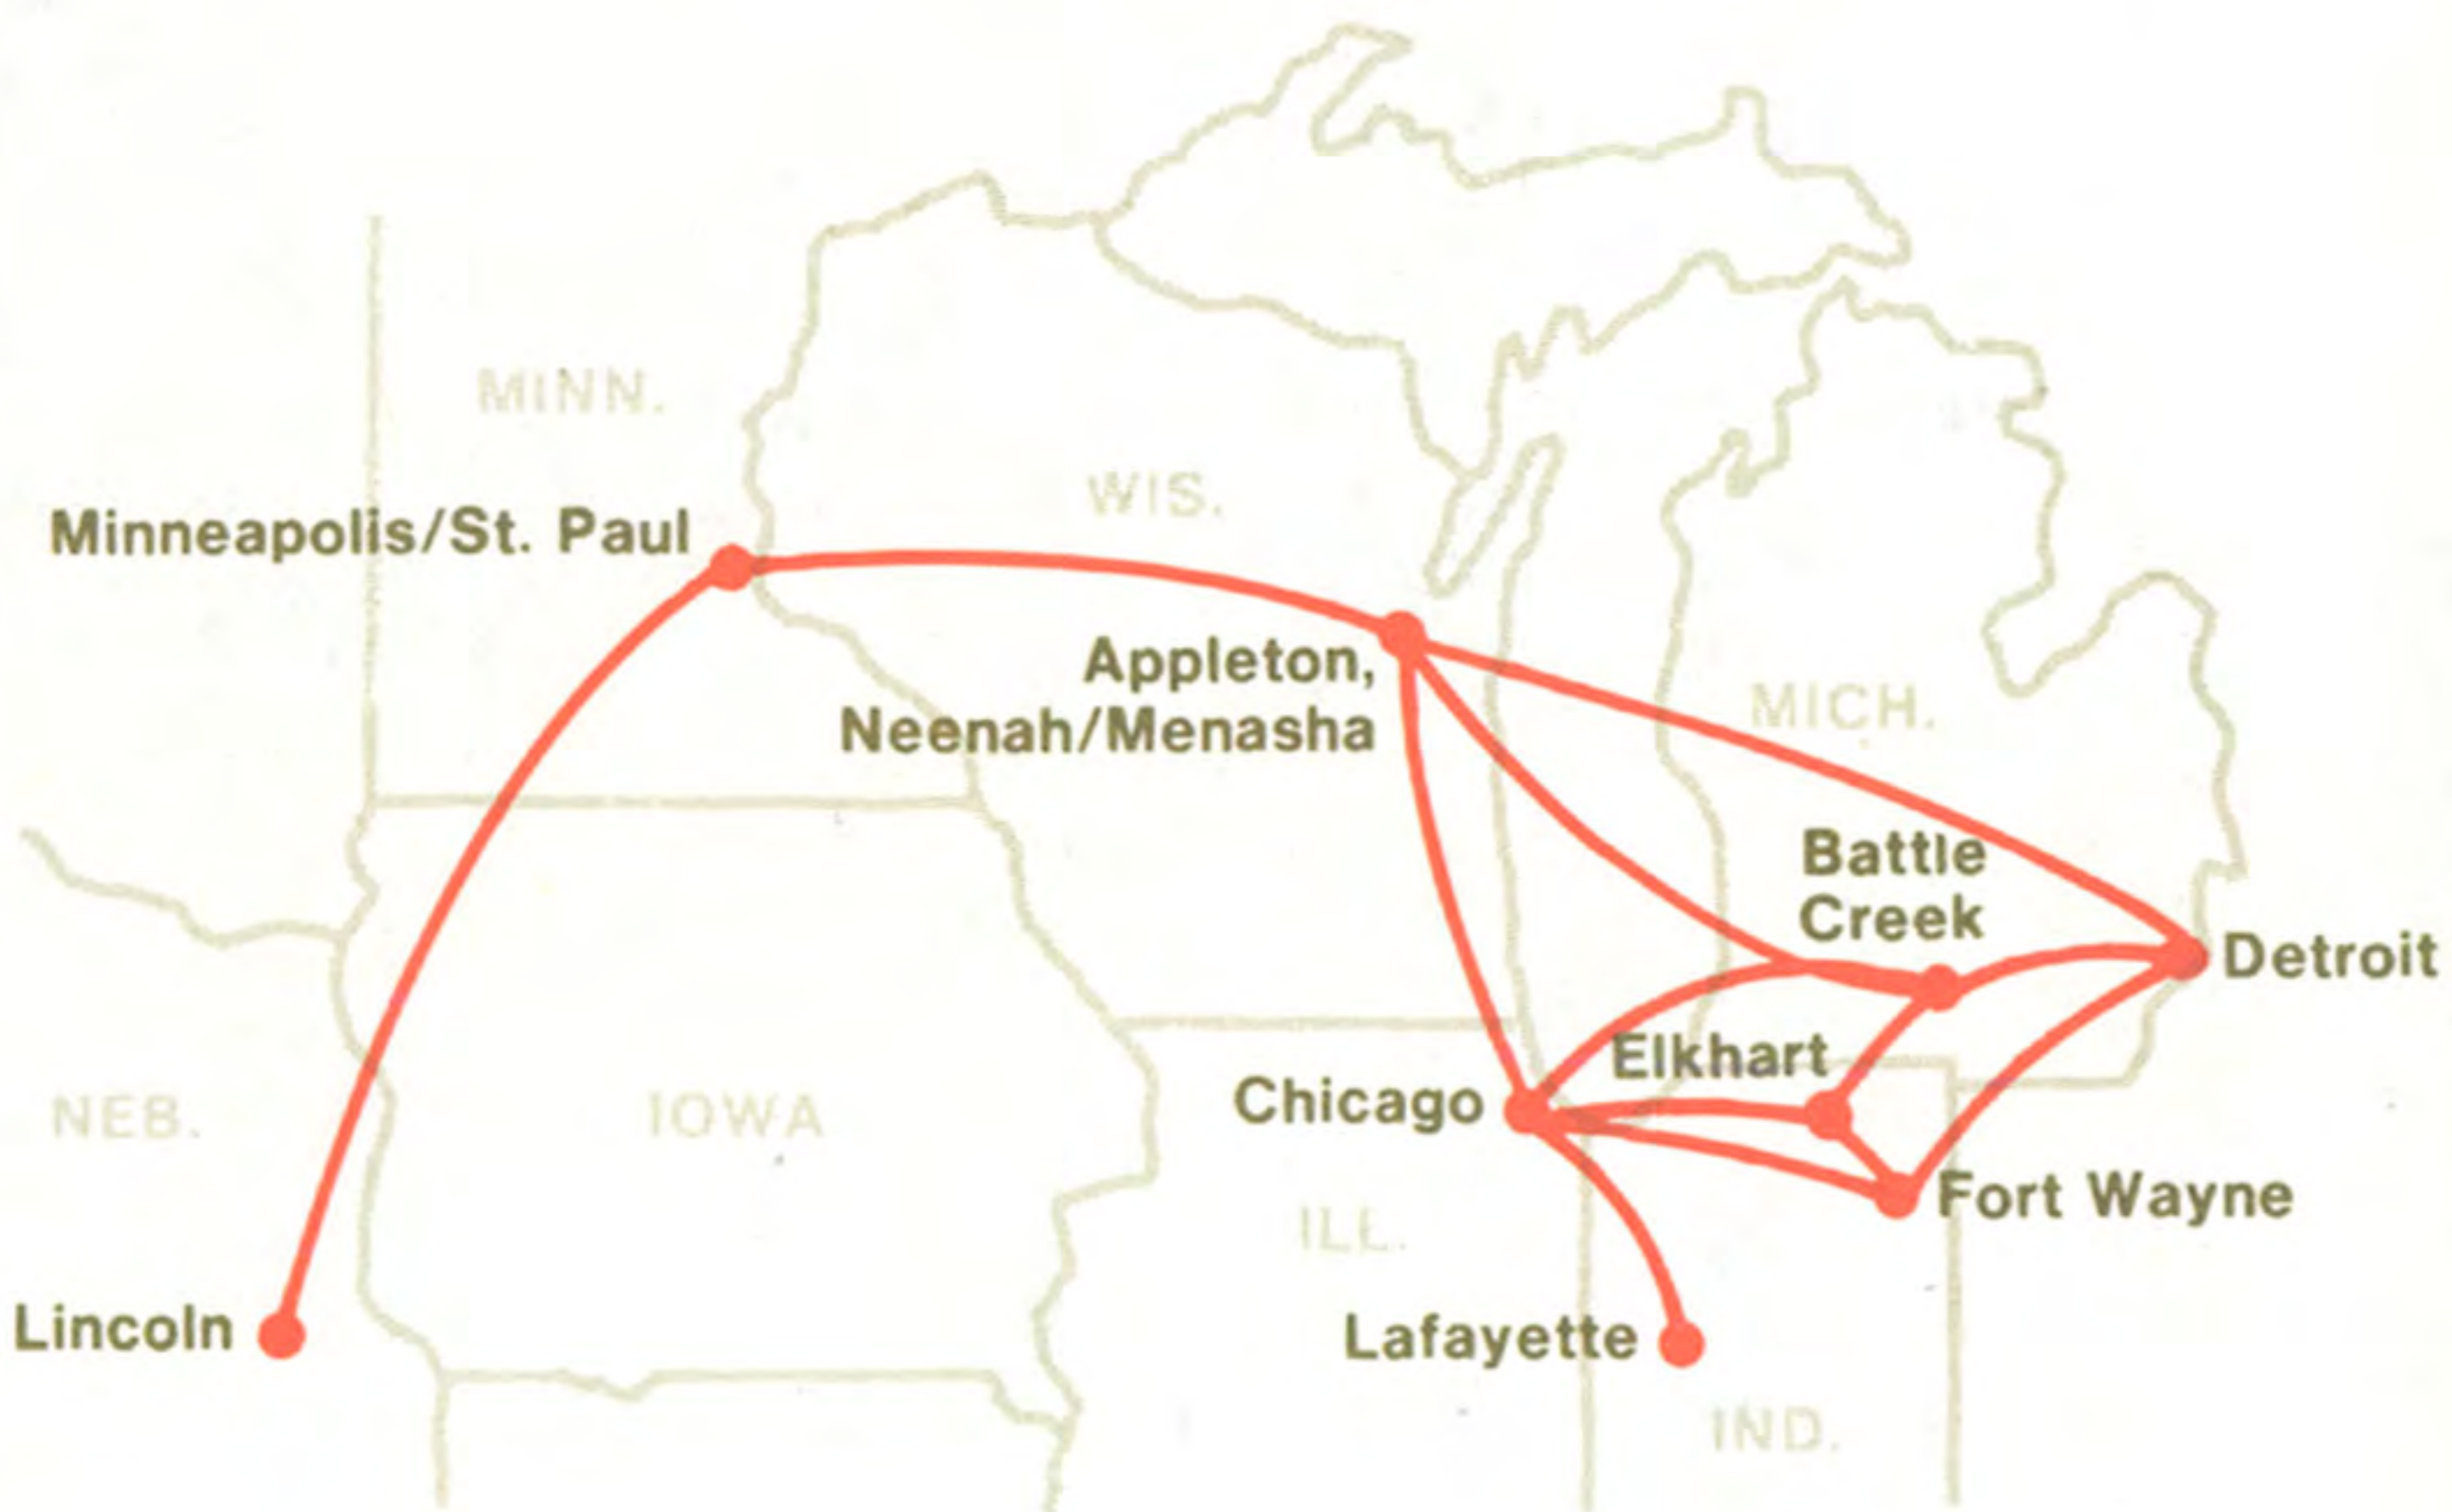 MINN.
WIS.
Minneapolis/St. Paul
Appleton,
Neenah/Menasha
MICH.
Battle
Creek
Detroit
Elkhart
Chicago
NEB.
IOWA
Fort Wayne
ILL.
Lincoln
Lafayette
IND.